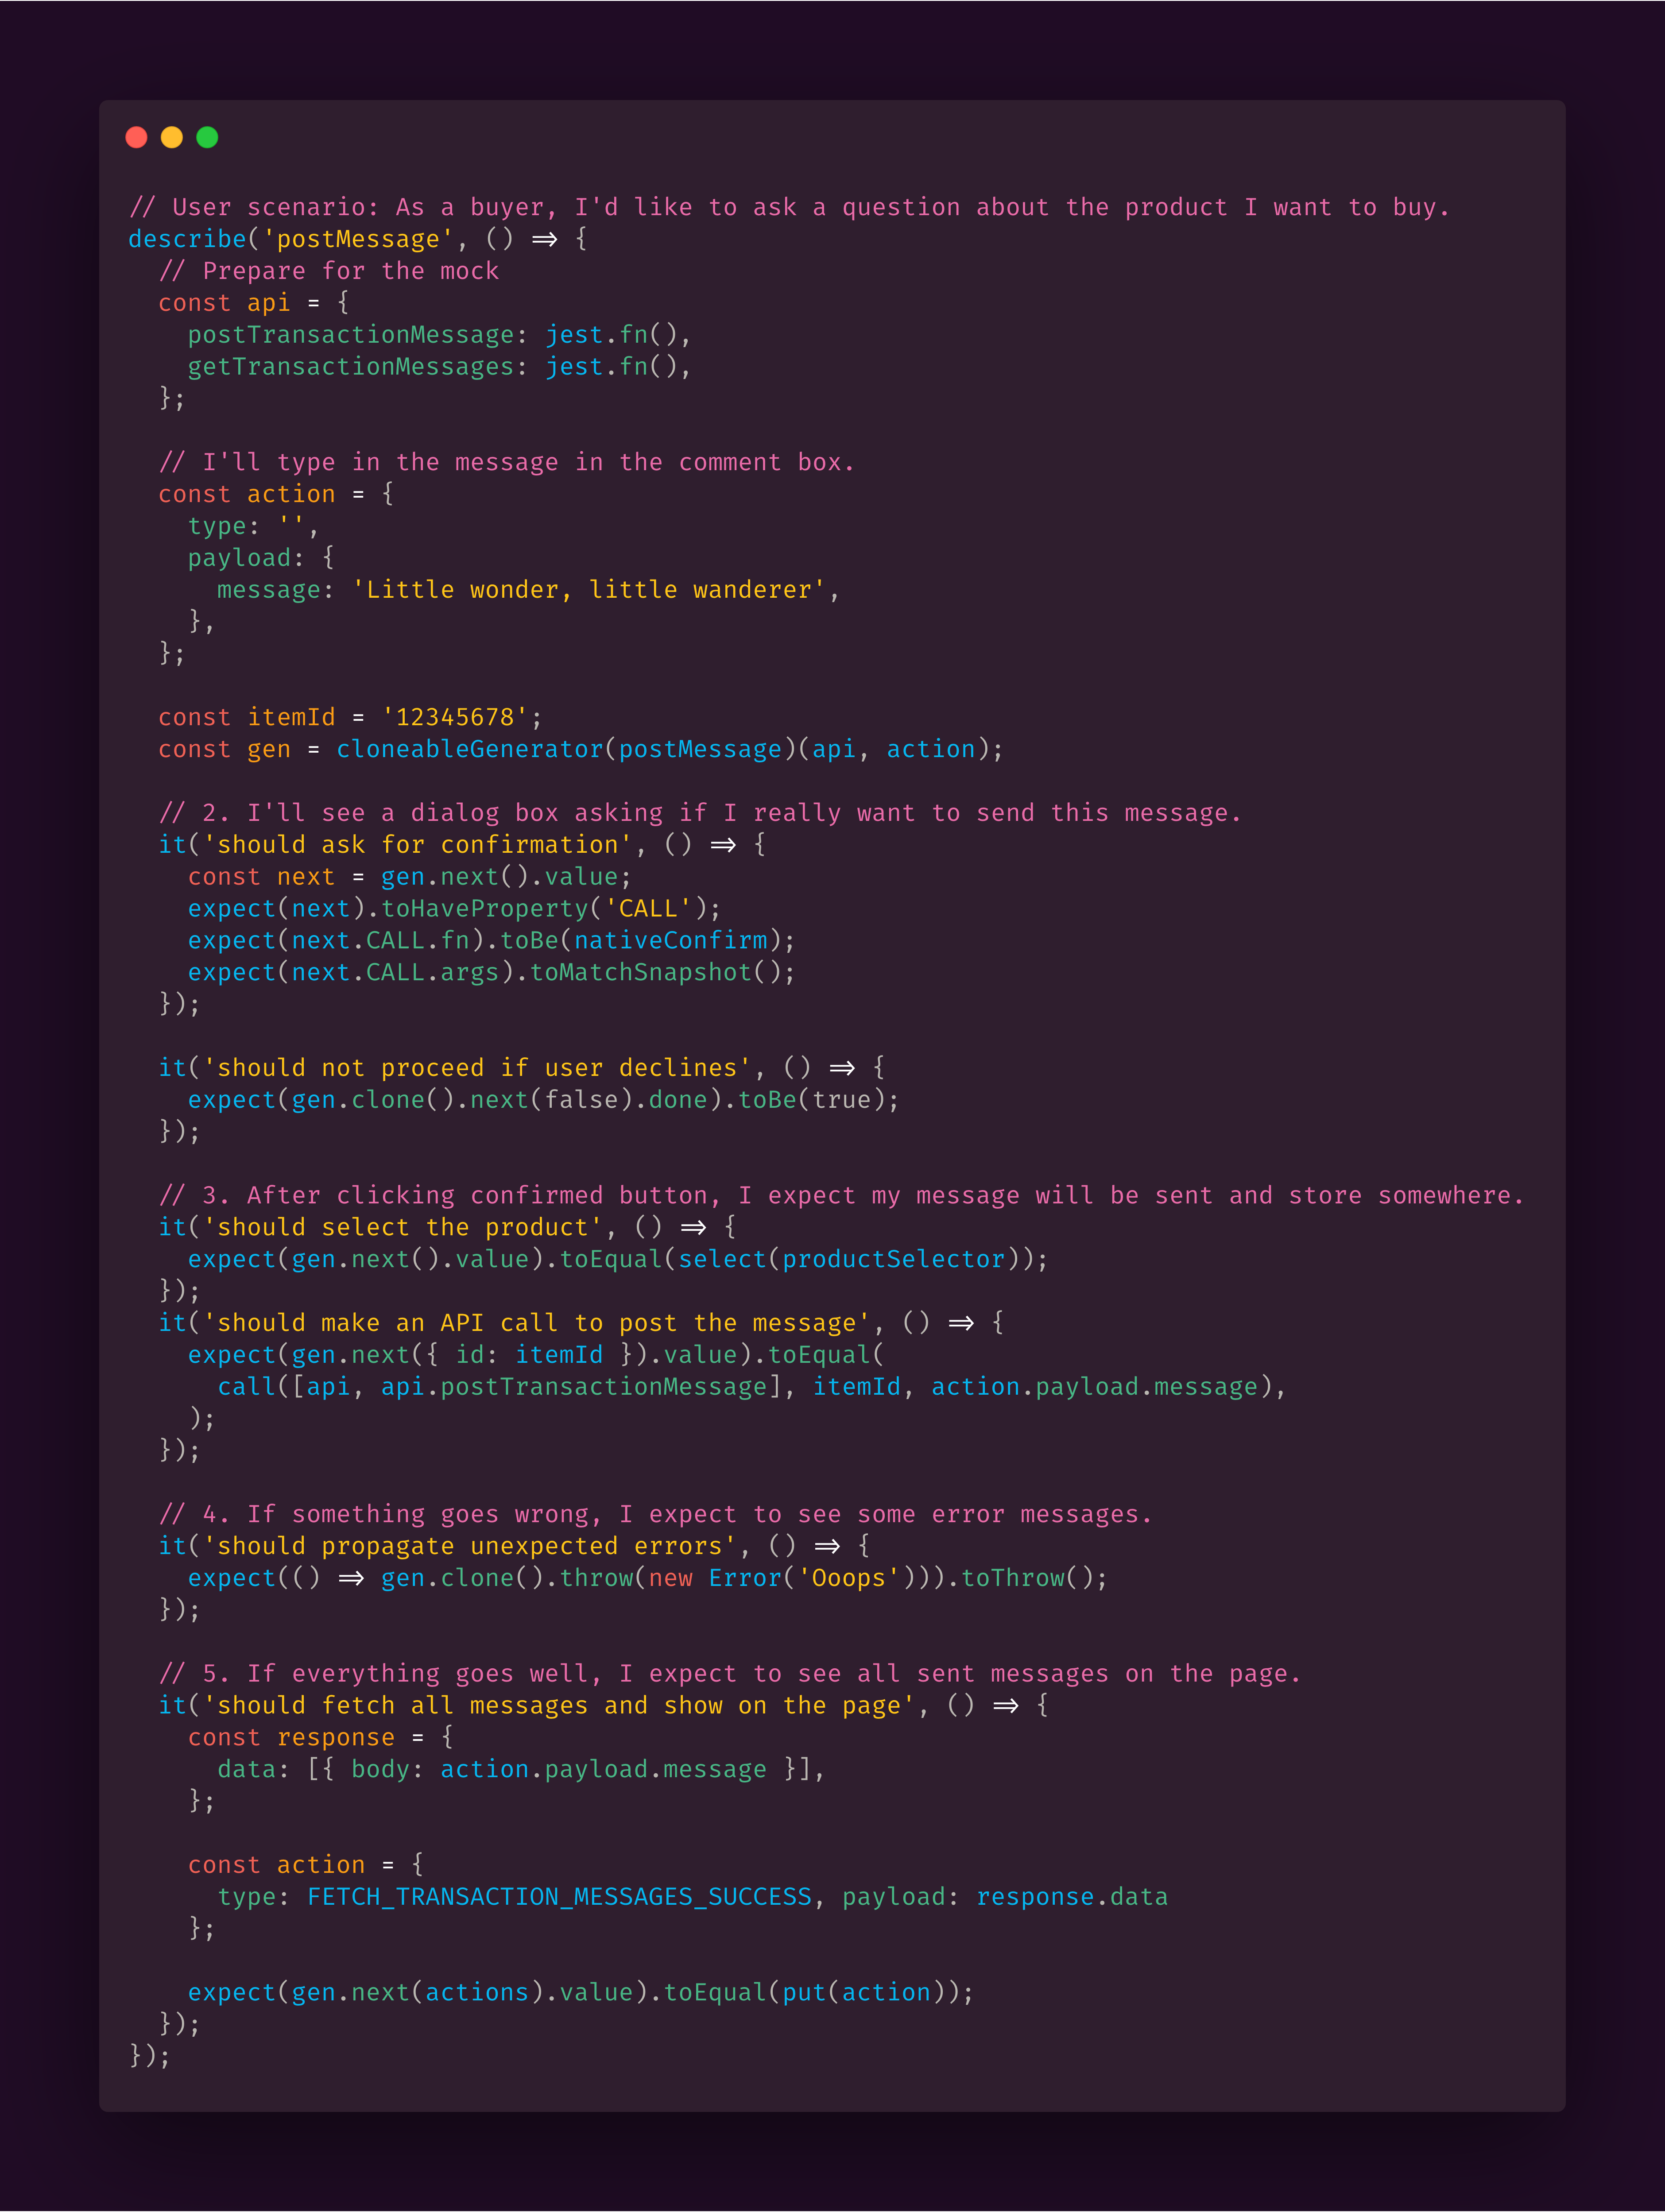 // User scenario: As a buyer, I'd like to ask a question about the product I want to buy.
describe('postMessage', () => {
  // Prepare for the mock
  const api = {
    postTransactionMessage: jest.fn(),
    getTransactionMessages: jest.fn(),
  };

  // I'll type in the message in the comment box.
  const action = {
    type: '',
    payload: {
      message: 'Little wonder, little wanderer',
    },
  };

  const itemId = '12345678';
  const gen = cloneableGenerator(postMessage)(api, action);

  // 2. I'll see a dialog box asking if I really want to send this message.
  it('should ask for confirmation', () => {
    const next = gen.next().value;
    expect(next).toHaveProperty('CALL');
    expect(next.CALL.fn).toBe(nativeConfirm);
    expect(next.CALL.args).toMatchSnapshot();
  });

  it('should not proceed if user declines', () => {
    expect(gen.clone().next(false).done).toBe(true);
  });

  // 3. After clicking confirmed button, I expect my message will be sent and store somewhere.
  it('should select the product', () => {
    expect(gen.next().value).toEqual(select(productSelector));
  });
  it('should make an API call to post the message', () => {
    expect(gen.next({ id: itemId }).value).toEqual(
      call([api, api.postTransactionMessage], itemId, action.payload.message),
    );
  });

  // 4. If something goes wrong, I expect to see some error messages.
  it('should propagate unexpected errors', () => {
    expect(() => gen.clone().throw(new Error('Ooops'))).toThrow();
  });

  // 5. If everything goes well, I expect to see all sent messages on the page.
  it('should fetch all messages and show on the page', () => {
    const response = {
      data: [{ body: action.payload.message }],
    };

    const action = {
      type: FETCH_TRANSACTION_MESSAGES_SUCCESS, payload: response.data
    };

    expect(gen.next(actions).value).toEqual(put(action));
  });
});